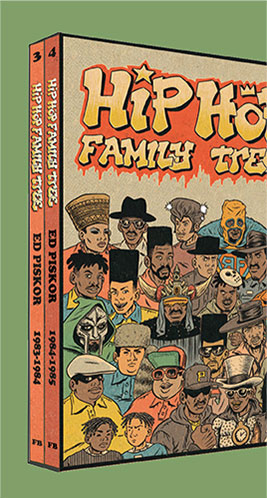 3
HIP HOP FAMILY TREE
ED PISKOR
1983-1984
FB
4
HIP HOP FAMILY TREE
ED PISKOR
1984-1985
FB
HIP HO
FAMILY TREE